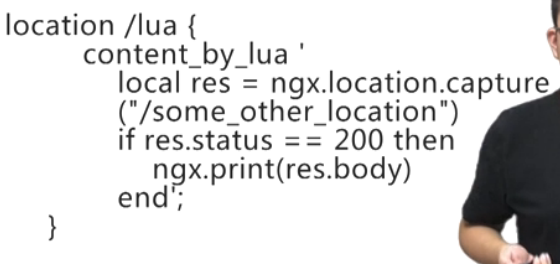 location /lua {
content_by_lua '
local res = ngx.location.capture
("/some_other_location")
if res.status == 200 then
ngx.print(res.body)
end';
}